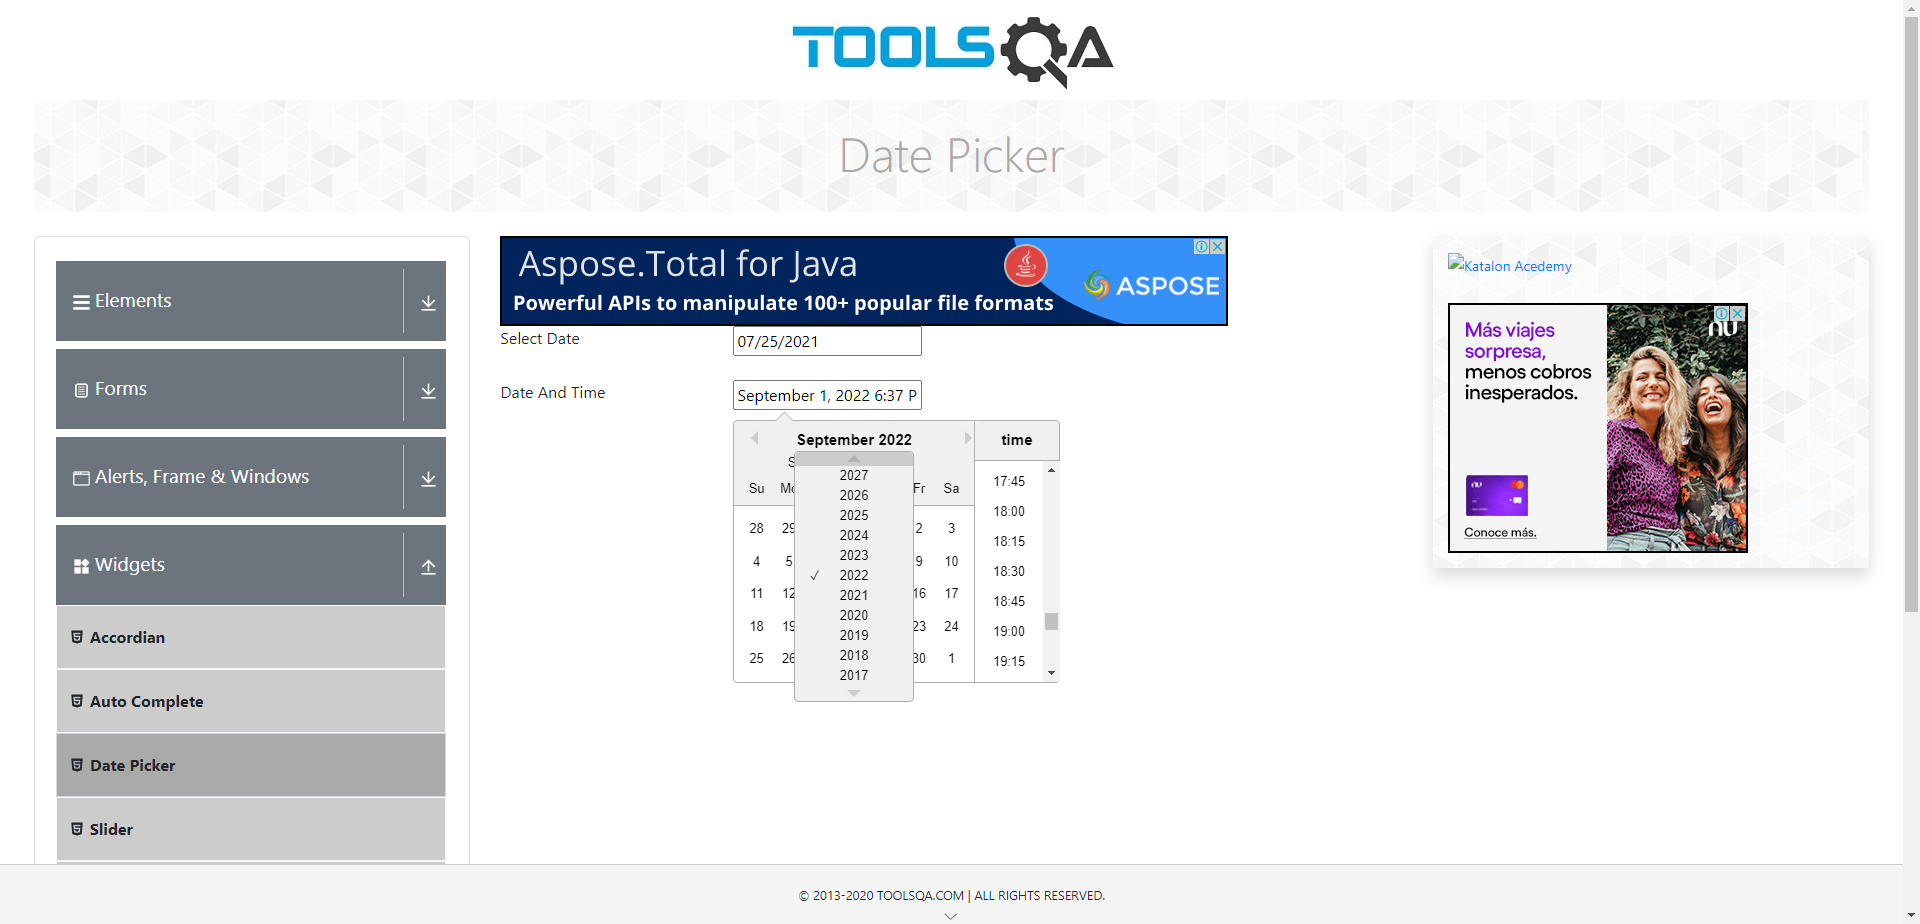 TOOLSQA
Date Picker
Elements
Forms
Alerts, Frame & Windows
Widgets
Accordian
Auto Complete
Date Picker
Slider
Aspose.Total for Java
Powerful APIs to manipulate 100+ popular file formats
ASPOSE
Select Date
07/25/2021
Date And Time
September 1, 2022 6:37 P
September 2022
time
S
Su Mo Fr Sa
28 29 2 3
4 5 9 10
11 12 16 17
18 19 23 24
25 26 30 1
2027
2026
2025
2024
2023
✓ 2022
2021
2020
2019
2018
2017
17:45
18:00
18:15
18:30
18:45
19:00
19:15
Katalon Acedemy
Más viajes
sorpresa,
menos cobros
inesperados.
nu
nu
Conoce más.
© 2013-2020 TOOLSQA.COM | ALL RIGHTS RESERVED.